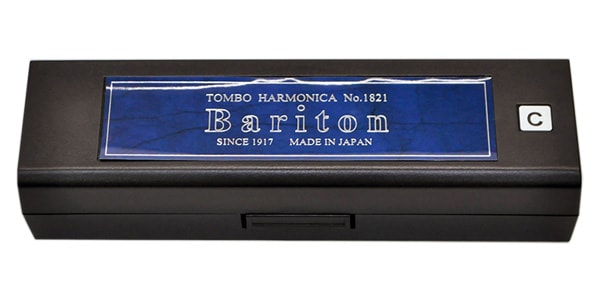 TOMBO HARMONICA No.1821
Bariton
SINCE 1917 MADE IN JAPAN
C